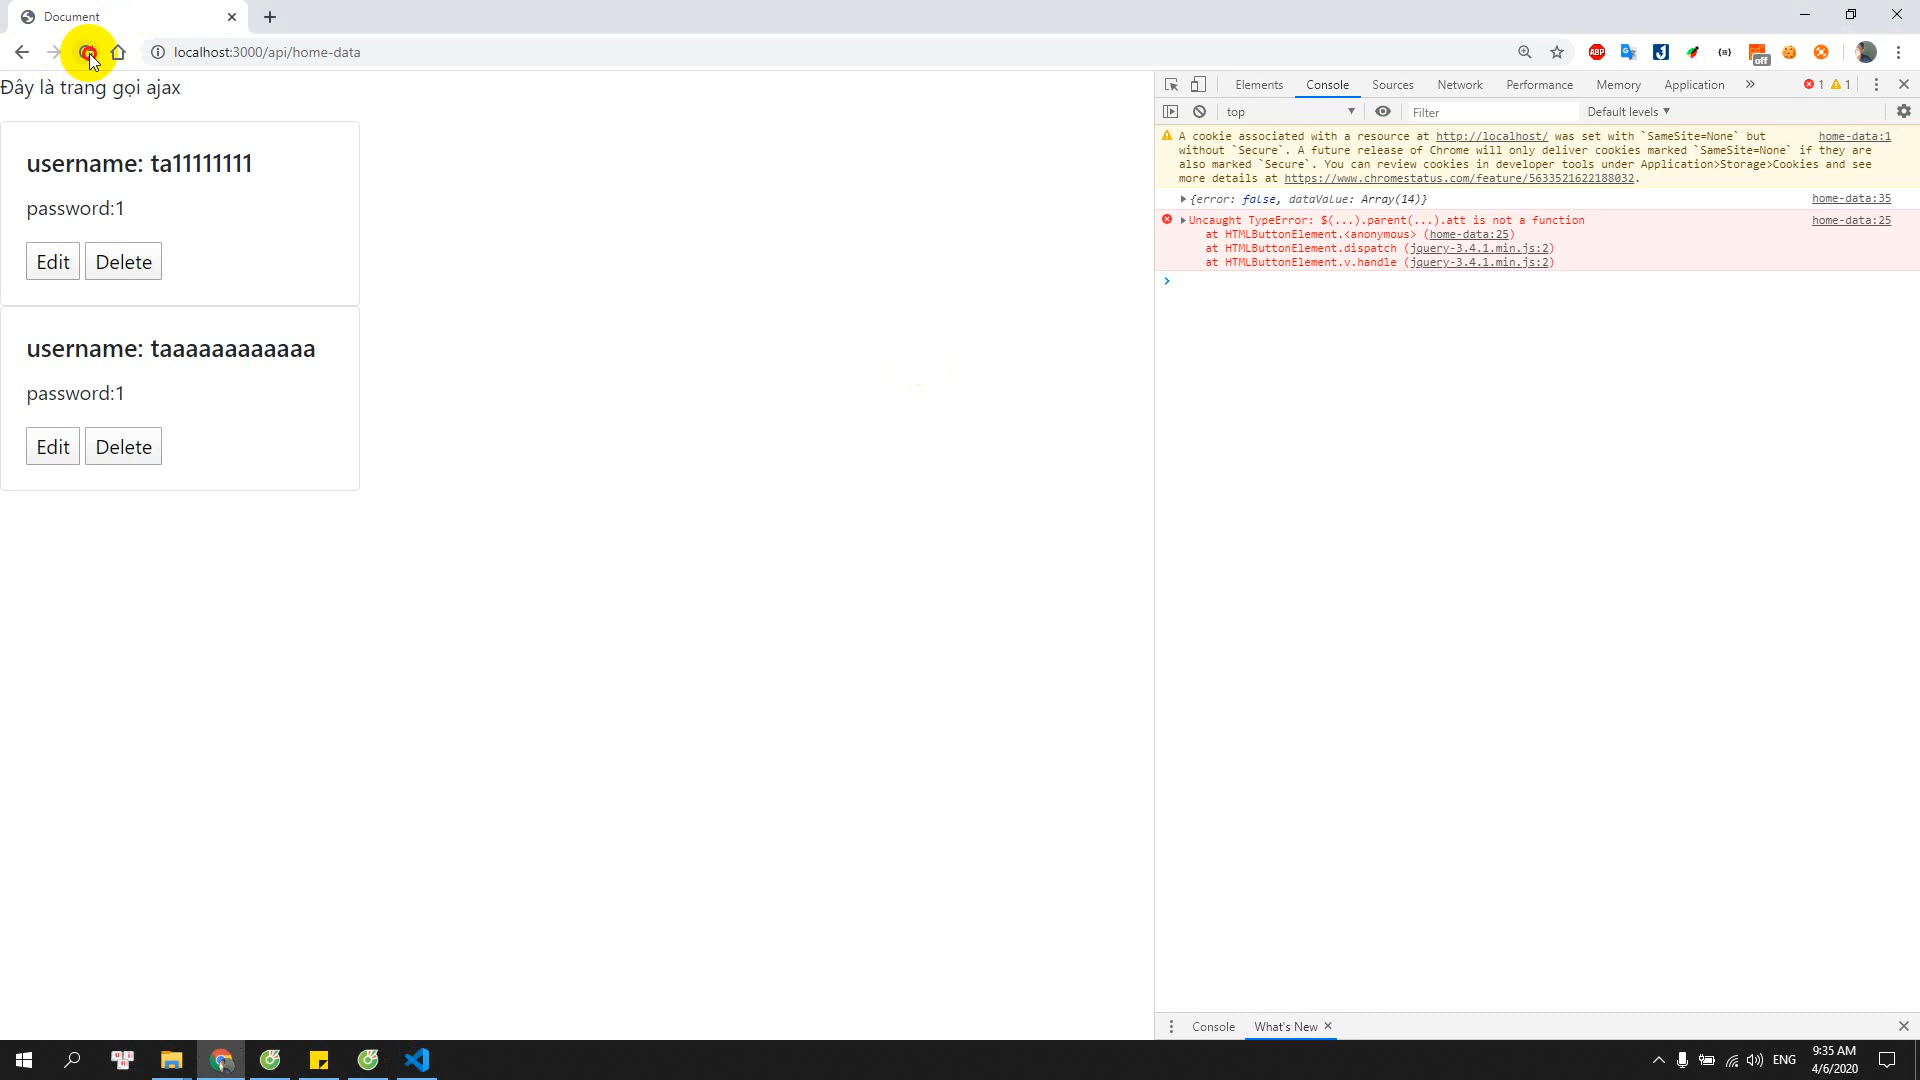 Document
localhost:3000/api/home-data
ABP
off
Đây là trang gọi ajax
username: ta11111111
password:1
Edit Delete
username: taaaaaaaaaaaa
password:1
Edit Delete
Elements Console Sources Network Performance Memory Application » 1 1
top Filter Default levels
A cookie associated with a resource at http://localhost/ was set with `SameSite=None` but home-data:1
without `Secure`. A future release of Chrome will only deliver cookies marked `SameSite=None` if they are
also marked `Secure`. You can review cookies in developer tools under Application>Storage>Cookies and see
more details at https://www.chromestatus.com/feature/5633521622188032.
{error: false, dataValue: Array(14)} home-data:35
Uncaught TypeError: $(...).parent(...).att is not a function home-data:25
at HTMLButtonElement.<anonymous> (home-data:25)
at HTMLButtonElement.dispatch (jquery-3.4.1.min.js:2)
at HTMLButtonElement.v.handle (jquery-3.4.1.min.js:2)
Console What's New
ENG
9:35 AM
4/6/2020